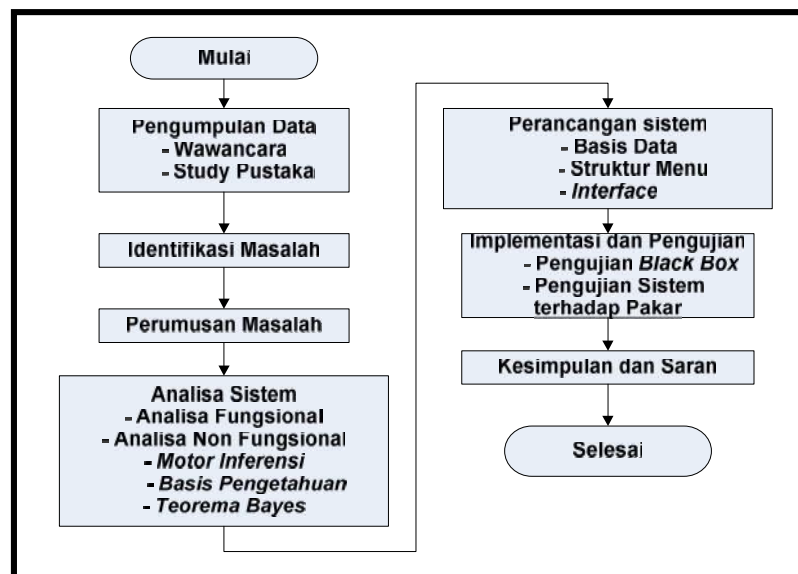 Mulai
Pengumpulan Data
- Wawancara
- Study Pustaka
Identifikasi Masalah
Perumusan Masalah
Analisa Sistem
- Analisa Fungsional
- Analisa Non Fungsional
- Motor Inferensi
- Basis Pengetahuan
- Teorema Bayes
Perancangan sistem
- Basis Data
- Struktur Menu
- Interface
Implementasi dan Pengujian
- Pengujian Black Box
- Pengujian Sistem
terhadap Pakar
Kesimpulan dan Saran
Selesai